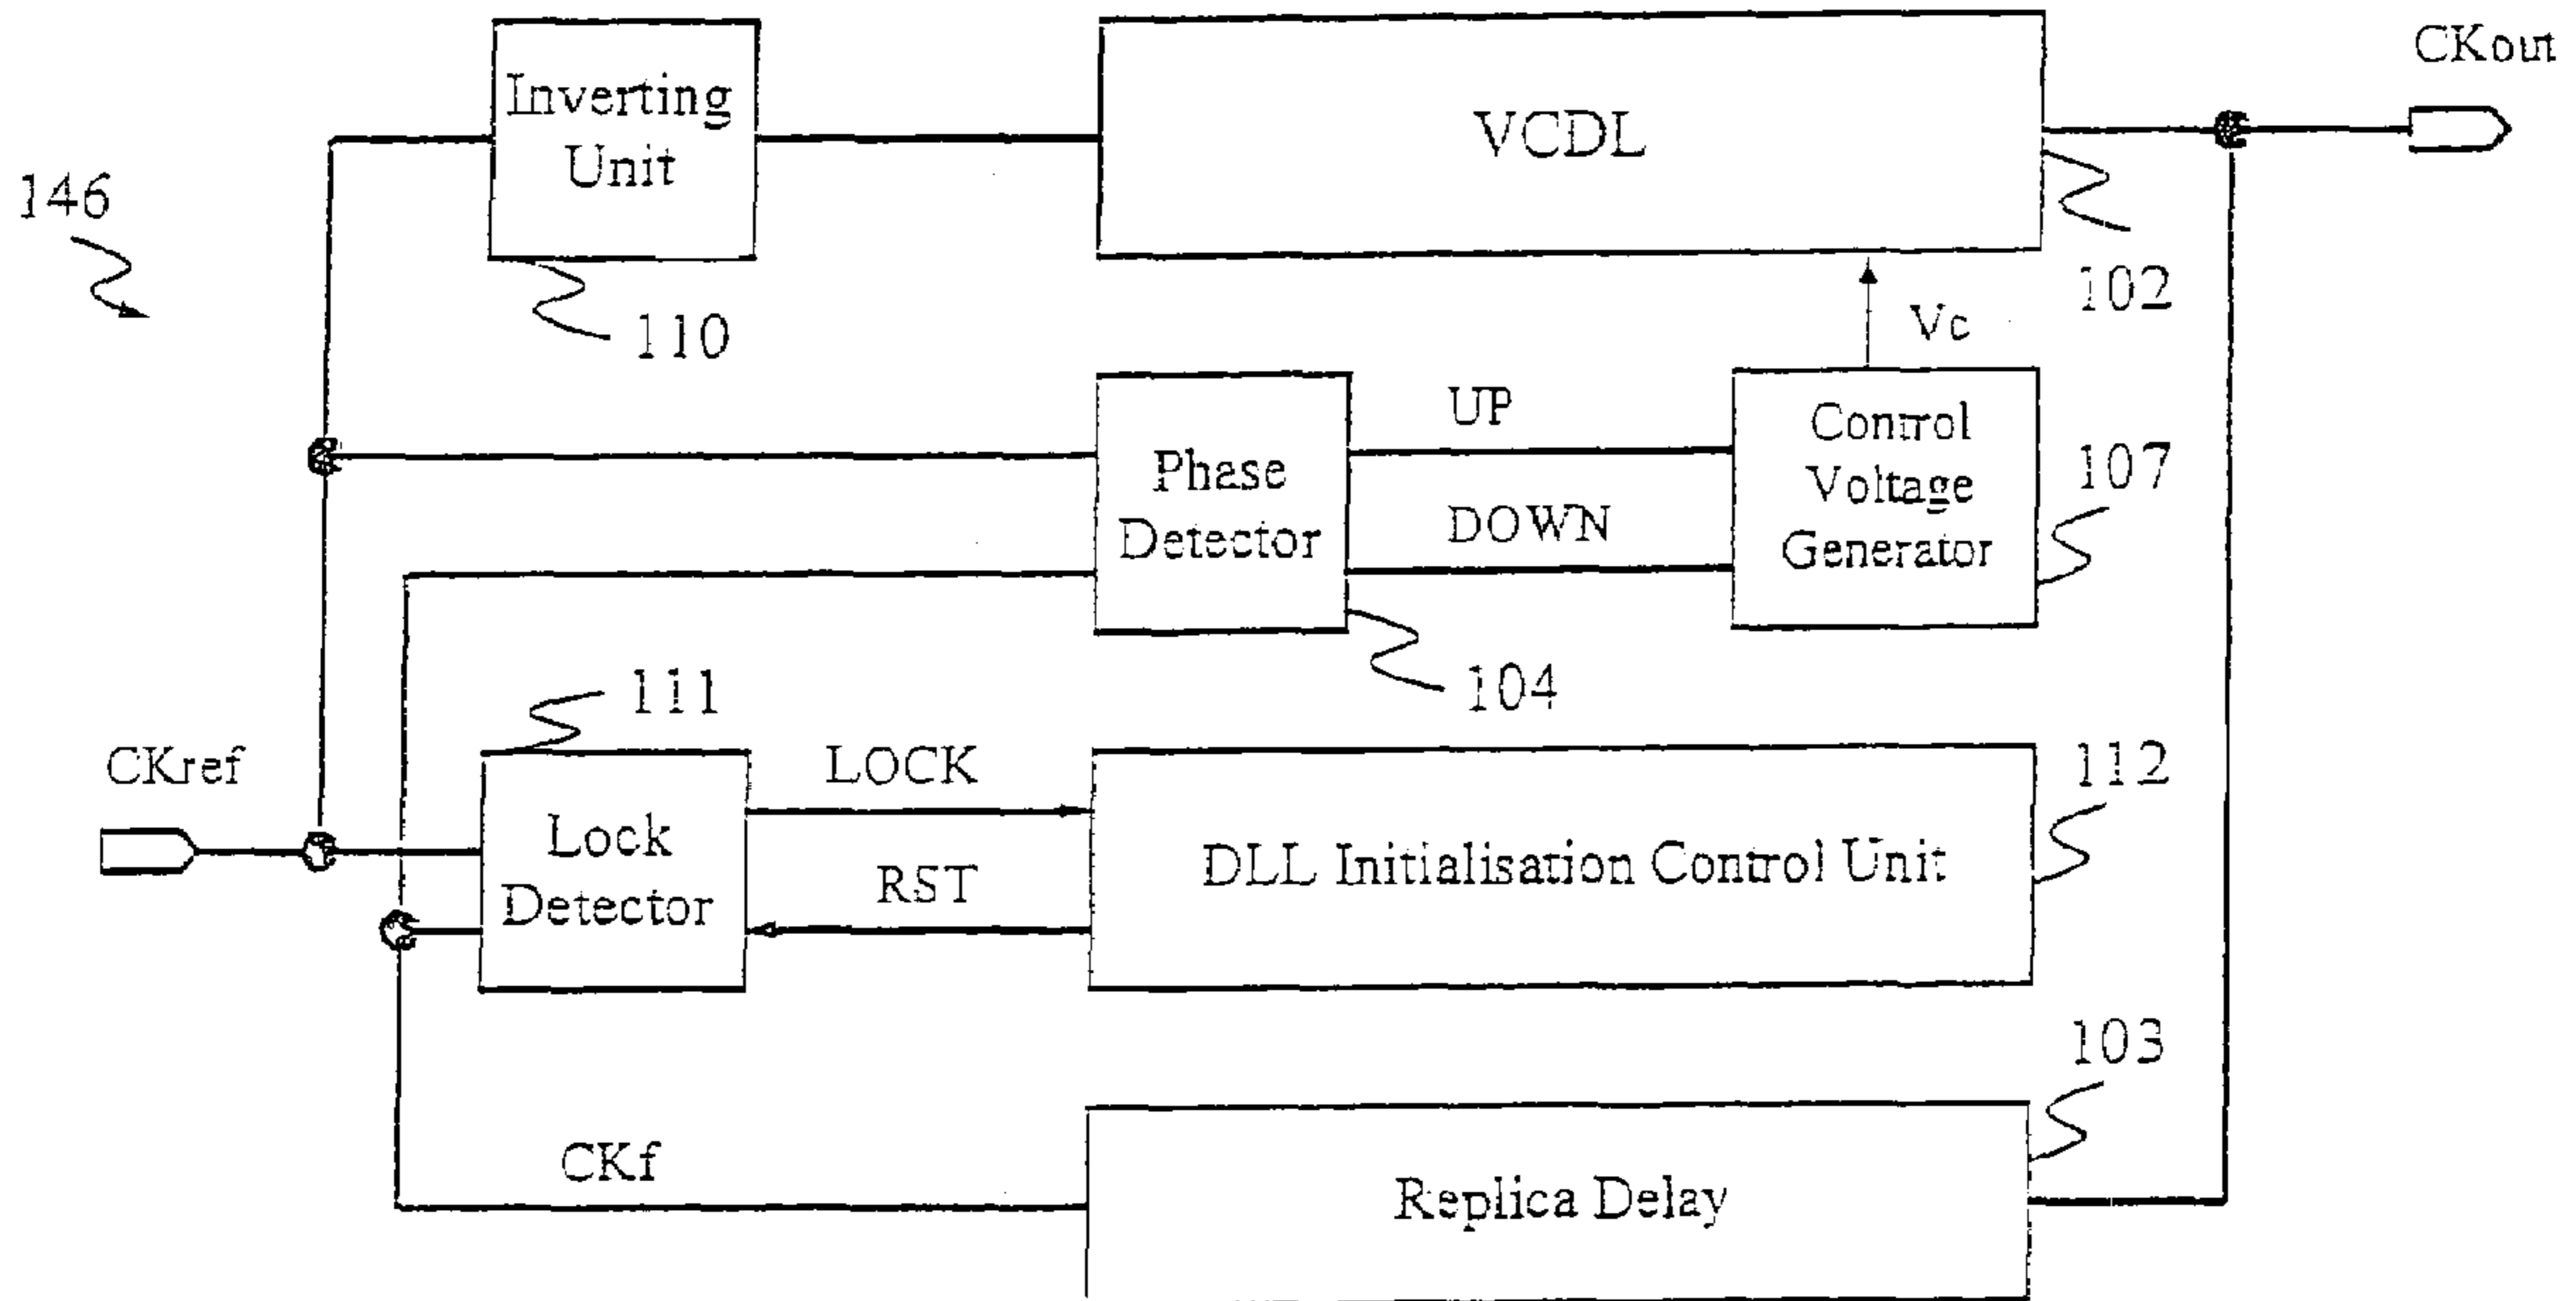 CKout
Inverting
Unit
VCDL
146
110
102
Vc
UP
Control
Voltage
Generator
Phase
Detector
DOWN
107
104
111
CKref
LOCK
112
Lock
Detector
DLL Initialisation Control Unit
RST
103
CKf
Replica Delay